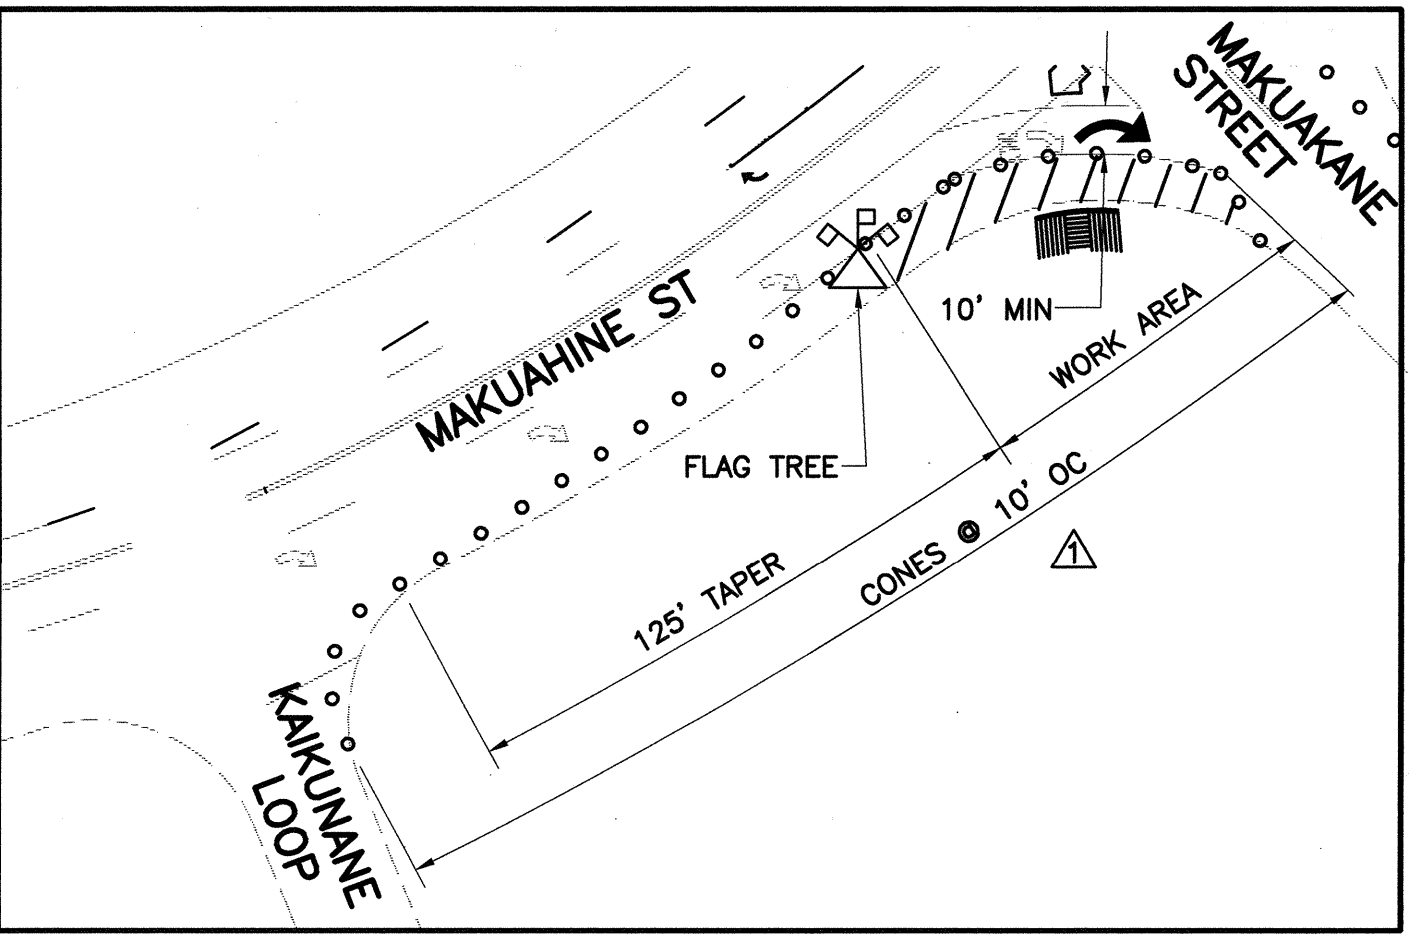 MAKUAKANE
STREET
MAKUAHINE ST
10' MIN
WORK AREA
FLAG TREE
125' TAPER
CONES @ 10' OC
1
KAIKUNANE
LOOP